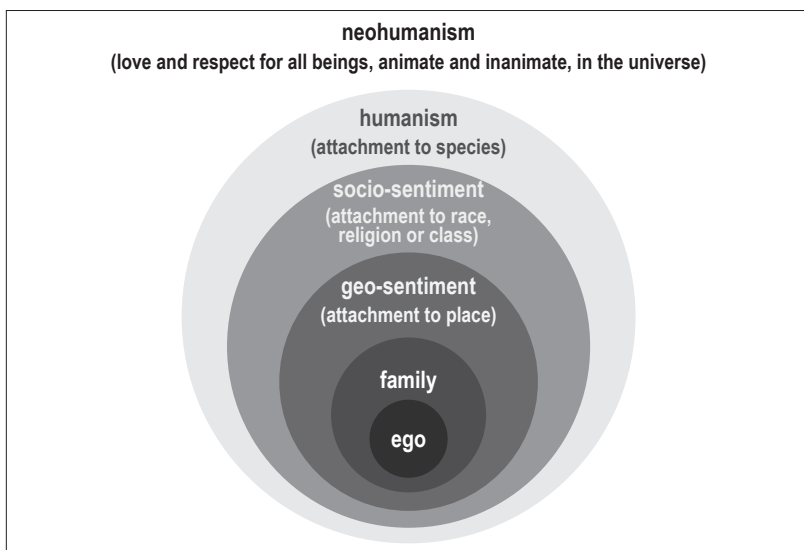 neohumanism
(love and respect for all beings, animate and inanimate, in the universe)
humanism
(attachment to species)
socio-sentiment
(attachment to race,
religion or class)
geo-sentiment
(attachment to place)
family
ego